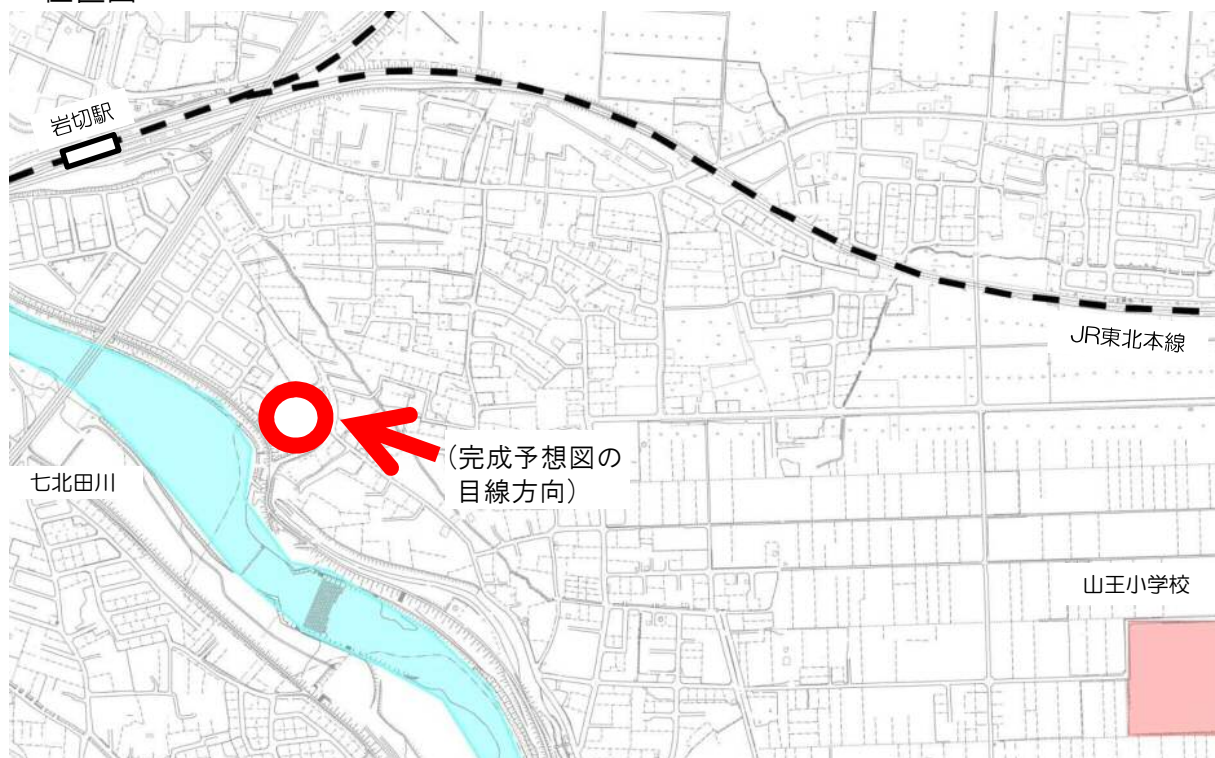 岩切駅
JR東北本線
(完成予想図の
目線方向)
七北田川
山王小学校